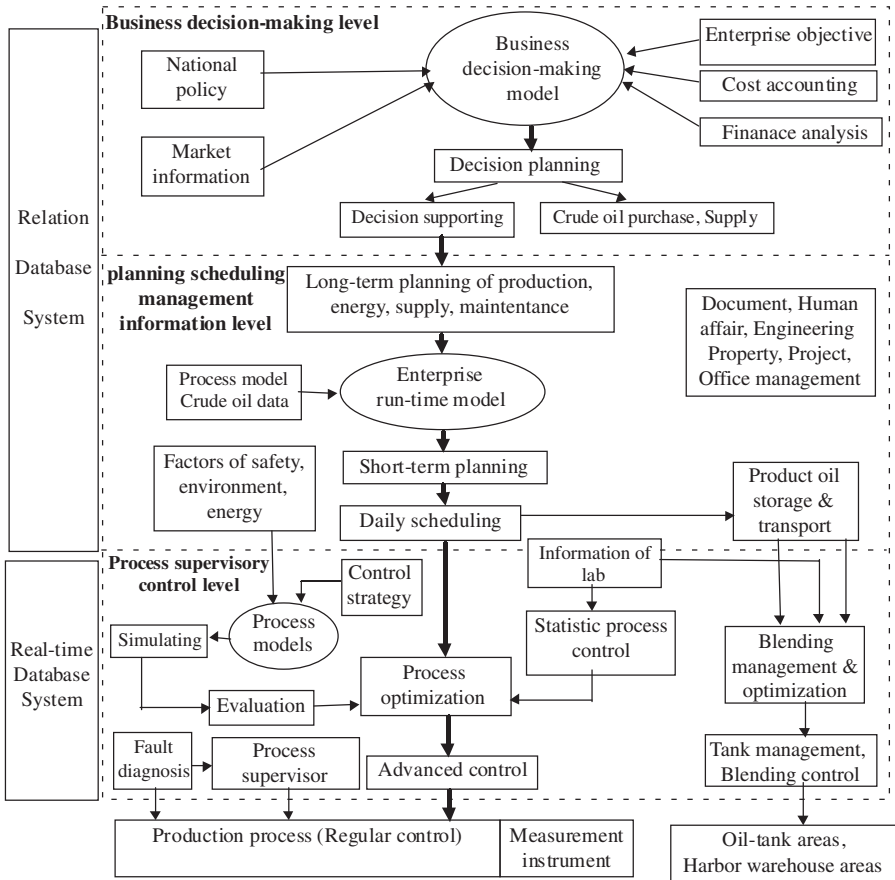 Business decision-making level
Business
decision-making
model
National
policy
Market
information
Enterprise objective
Cost accounting
Finanace analysis
Decision planning
Decision supporting
Crude oil purchase, Supply
Relation
Database
System
planning scheduling
management
information level
Long-term planning of production,
energy, supply, maintentance
Document, Human
affair, Engineering
Property, Project,
Office management
Process model
Crude oil data
Enterprise
run-time model
Factors of safety,
environment,
energy
Short-term planning
Daily scheduling
Product oil
storage &
transport
Process supervisory
control level
Control
strategy
Information of
lab
Real-time
Database
System
Simulating
Process
models
Statistic process
control
Blending
management &
optimization
Evaluation
Process
optimization
Fault
diagnosis
Process
supervisor
Advanced control
Tank management,
Blending control
Production process (Regular control)
Measurement
instrument
Oil-tank areas,
Harbor warehouse areas